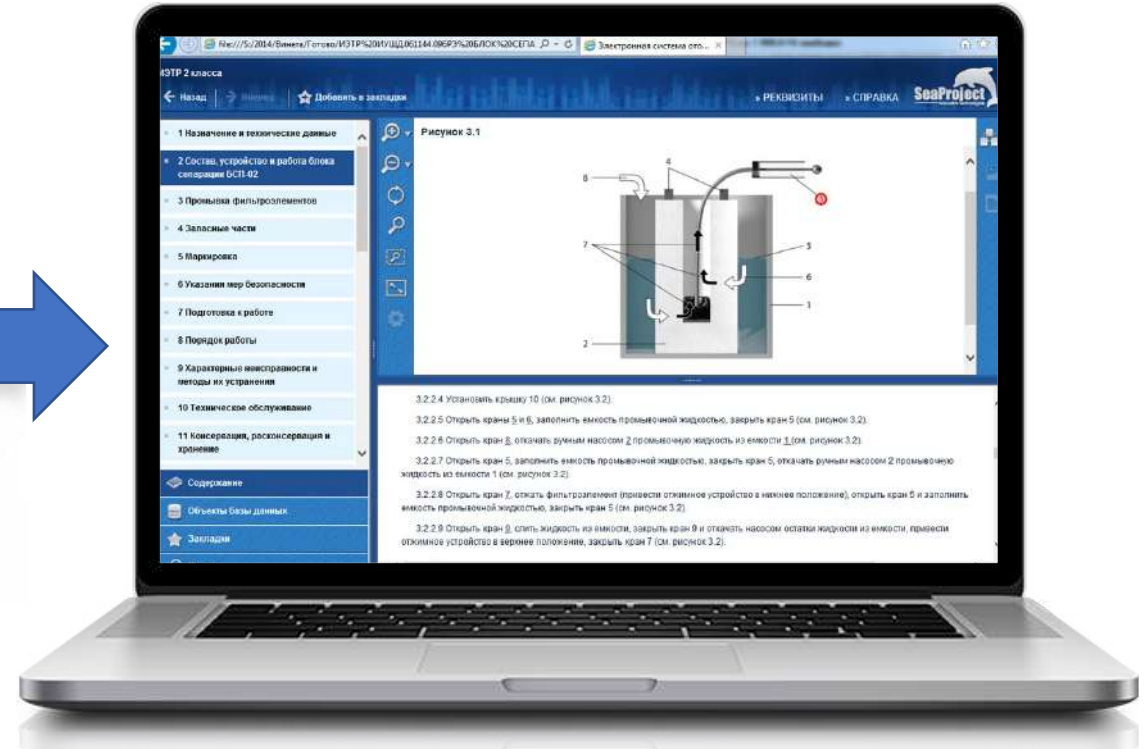 Электронная система ото...
ИЭТР 2 класса
Назад
Добавить в закладки
» РЕКВИЗИТЫ
» СПРАВКА
SeaProject
1 Назначение и технические данные
2 Состав, устройство и работа блока
сепарации БСП-02
3 Промывка фильтроэлементов
4 Запасные части
5 Маркировка
6 Указания мер безопасности
7 Подготовка к работе
8 Порядок работы
9 Характерные неисправности и
методы их устранения
10 Техническое обслуживание
11 Консервация, расконсервация и
хранение
Содержание
Объекты базы данных
Закладки
Рисунок 3.1
4
8
7
5
6
1
2
3.2.2.4 Установить крышку 10 (см. рисунок 3.2).
3.2.2.5 Открыть краны 5 и 6, заполнить емкость промывочной жидкостью, закрыть кран 5 (см. рисунок 3.2).
3.2.2.6 Открыть кран 8, откачать ручным насосом 2 промывочную жидкость из емкости 1 (см. рисунок 3.2).
3.2.2.7 Открыть кран 5, заполнить емкость промывочной жидкостью, закрыть кран 5, откачать ручным насосом 2 промывочную
жидкость из емкости 1 (см. рисунок 3.2).
3.2.2.8 Открыть кран 7, отжать фильтроэлемент (привести отжимное устройство в нижнее положение), открыть кран 5 и заполнить
емкость промывочной жидкостью, закрыть кран 5 (см. рисунок 3.2).
3.2.2.9 Открыть кран 9, слить жидкость из емкости, закрыть кран 9 и откачать насосом остатки жидкости из емкости, привести
отжимное устройство в верхнее положение, закрыть кран 7 (см. рисунок 3.2).